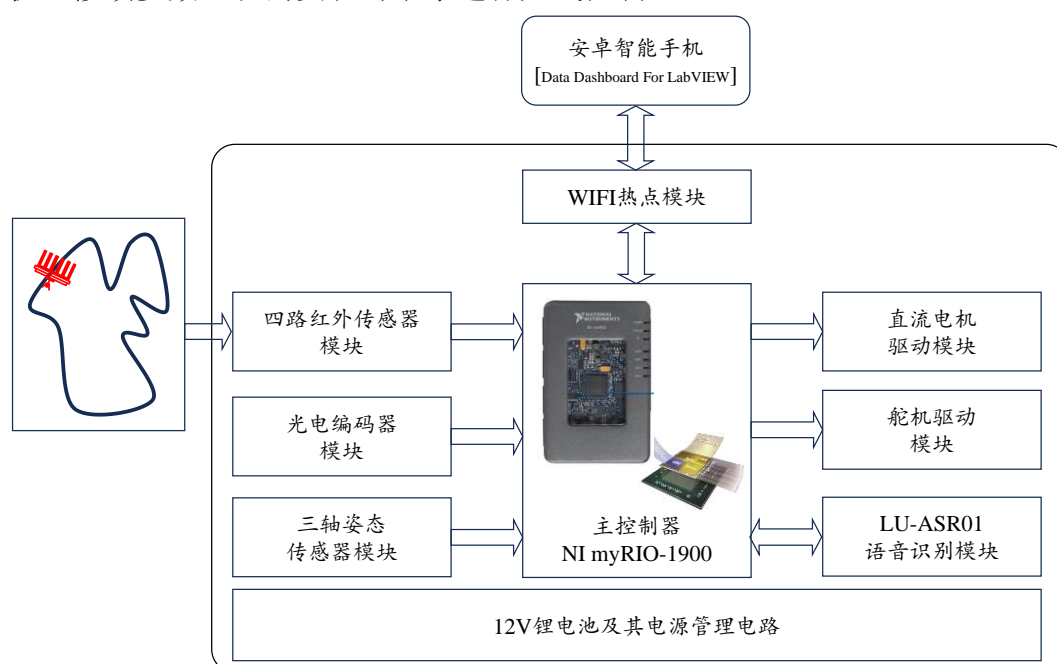 安卓智能手机
[Data Dashboard For LabVIEW]
WIFI热点模块
四路红外传感器
模块
光电编码器
模块
三轴姿态
传感器模块
NATIONAL
INSTRUMENTS
主控制器
NI myRIO-1900
直流电机
驱动模块
舵机驱动
模块
LU-ASR01
语音识别模块
12V锂电池及其电源管理电路